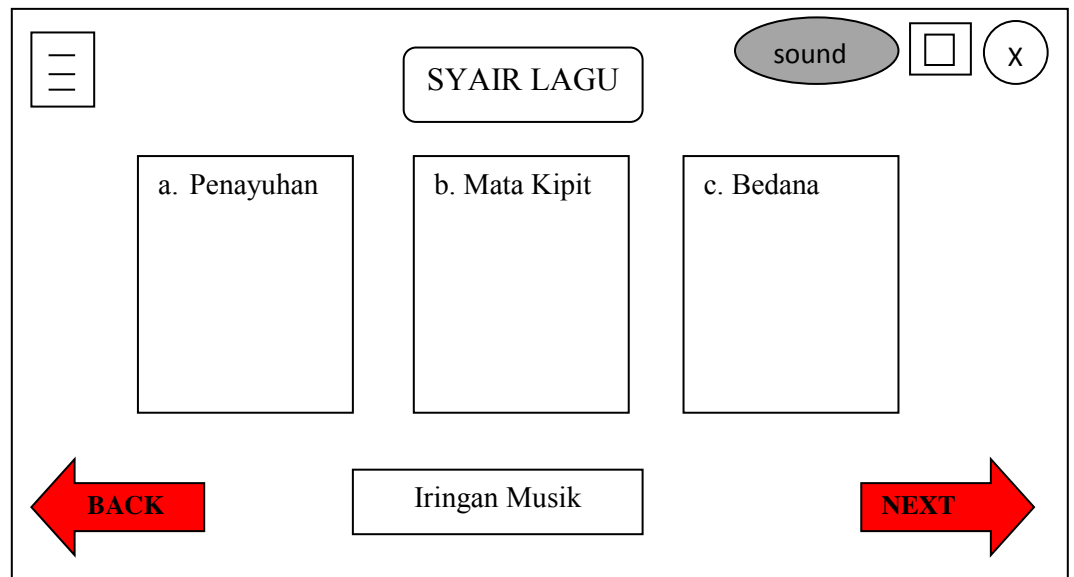 SYAIR LAGU
sound
X
a. Penayuhan
b. Mata Kipit
c. Bedana
BACK
Iringan Musik
NEXT